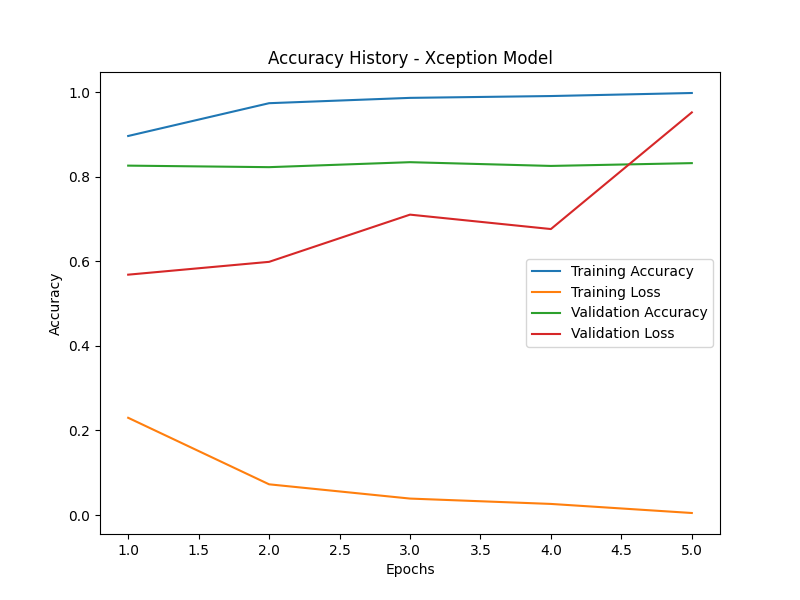 Accuracy History - Xception Model
Accuracy
1.0
0.8
0.6
0.4
0.2
0.0
Training Accuracy
Training Loss
Validation Accuracy
Validation Loss
1.0 1.5 2.0 2.5 3.0 3.5 4.0 4.5 5.0
Epochs